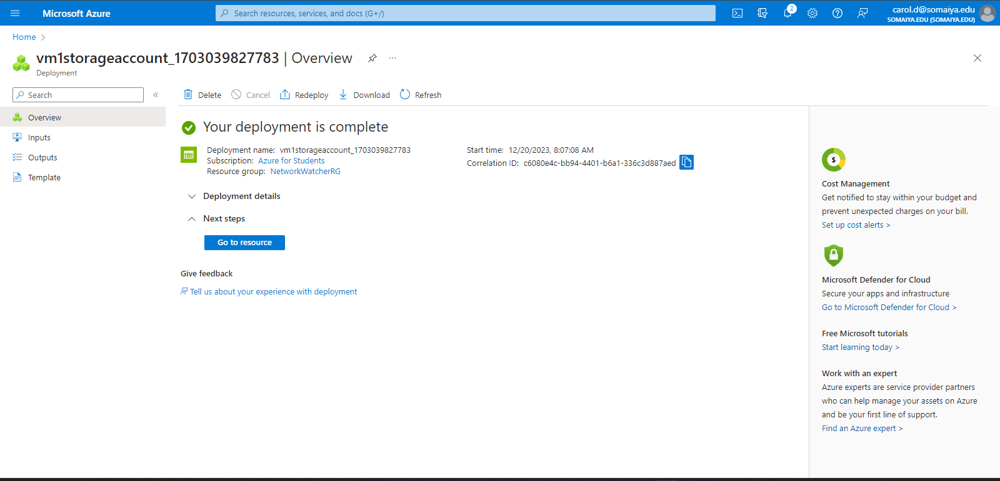 Microsoft Azure
Search resources, services, and docs (G+/)
2
carol.d@somaiya.edu
SOMAIYA.EDU (SOMAIYA.EDU)
Home >
vm1storageaccount_1703039827783 | Overview ...
Deployment
Search «
Overview
Inputs
Outputs
Template
Delete Cancel Redeploy Download Refresh
Your deployment is complete
Deployment name: vm1storageaccount_1703039827783
Subscription: Azure for Students
Resource group: NetworkWatcherRG
Start time: 12/20/2023, 8:07:08 AM
Correlation ID: c6080e4c-bb94-4401-b6a1-336c3d887aed
Deployment details
Next steps
Go to resource
Give feedback
Tell us about your experience with deployment
$
Cost Management
Get notified to stay within your budget and
prevent unexpected charges on your bill.
Set up cost alerts >
Microsoft Defender for Cloud
Secure your apps and infrastructure
Go to Microsoft Defender for Cloud >
Free Microsoft tutorials
Start learning today >
Work with an expert
Azure experts are service provider partners
who can help manage your assets on Azure
and be your first line of support.
Find an Azure expert >